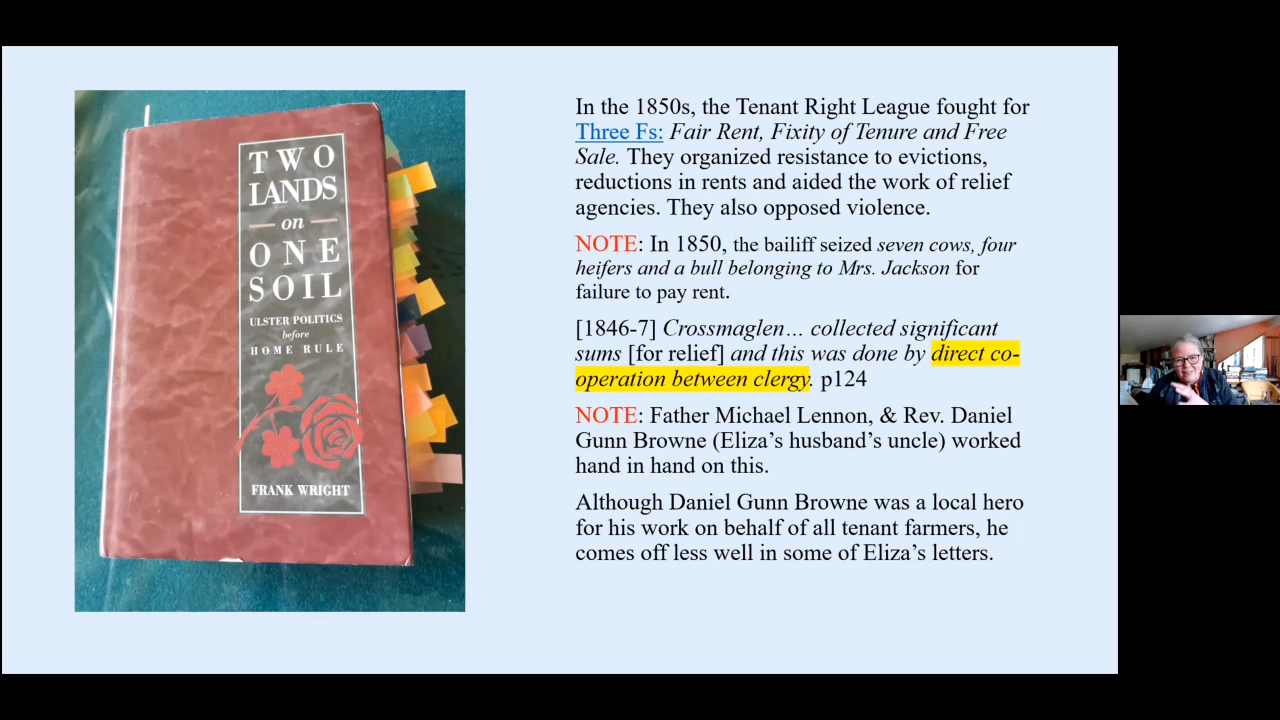 TWO
LANDS
on
ONE
SOIL
ULSTER POLITICS
before
HOME RULE
FRANK WRIGHT
In the 1850s, the Tenant Right League fought for
Three Fs: Fair Rent, Fixity of Tenure and Free
Sale. They organized resistance to evictions,
reductions in rents and aided the work of relief
agencies. They also opposed violence.
NOTE: In 1850, the bailiff seized seven cows, four
heifers and a bull belonging to Mrs. Jackson for
failure to pay rent.
[1846-7] Crossmaglen… collected significant
sums [for relief] and this was done by direct co-
operation between clergy. p124
NOTE: Father Michael Lennon, & Rev. Daniel
Gunn Browne (Eliza’s husband’s uncle) worked
hand in hand on this.
Although Daniel Gunn Browne was a local hero
for his work on behalf of all tenant farmers, he
comes off less well in some of Eliza’s letters.